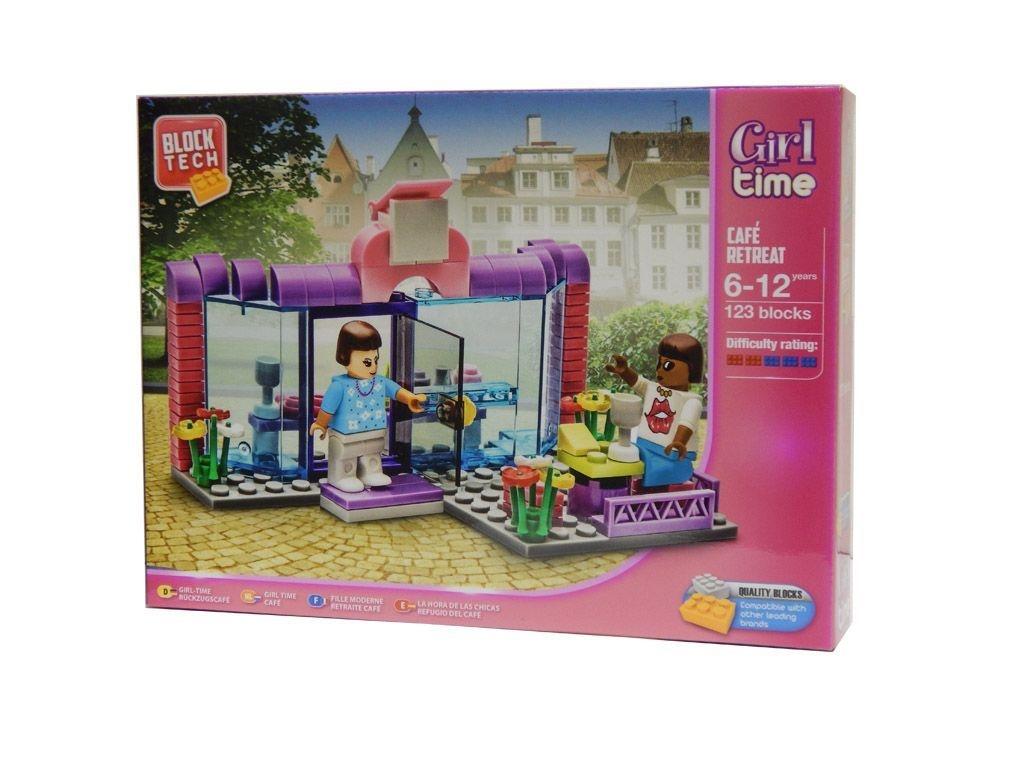 BLOCK
TECH
Girl
time
CAFÉ
RETREAT
6-12 years
123 blocks
Difficulty rating:
D GIRL-TIME
RÜCKZUGSCAFÉ
NL GIRL TIME
CAFÉ
F FILLE MODERNE
RETRAITE CAFÉ
E LA HORA DE LAS CHICAS
REFUGIO DEL CAFÉ
QUALITY BLOCKS
Compatible with
other leading
brands